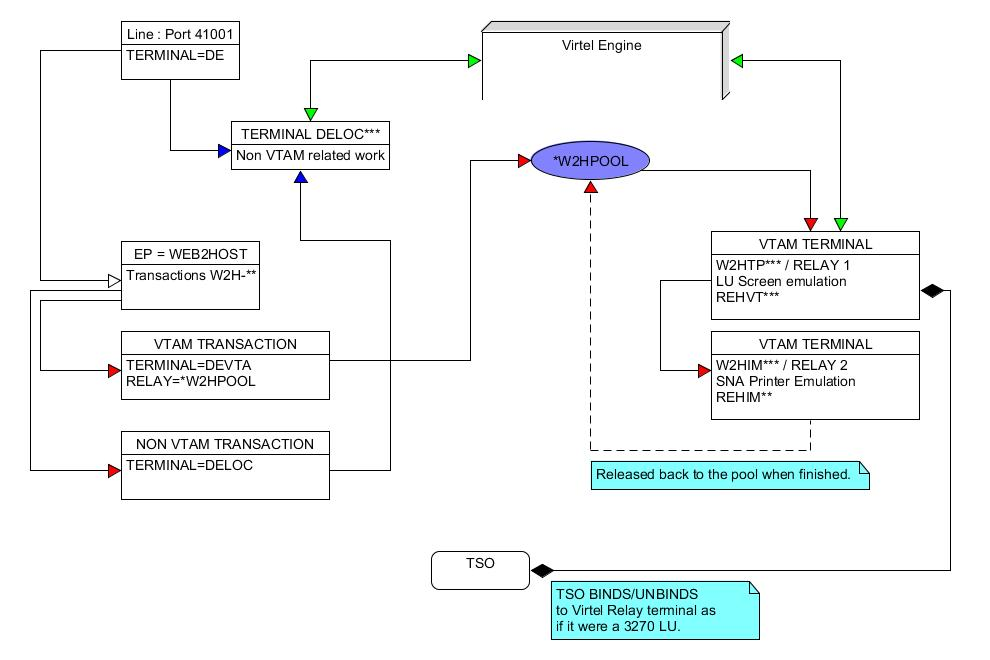 Line : Port 41001
TERMINAL=DE
Virtel Engine
TERMINAL DELOC***
Non VTAM related work
*W2HPOOL
EP = WEB2HOST
Transactions W2H-**
VTAM TERMINAL
W2HTP*** / RELAY 1
LU Screen emulation
REHVT***
VTAM TRANSACTION
TERMINAL=DEVTA
RELAY=*W2HPOOL
VTAM TERMINAL
W2HIM*** / RELAY 2
SNA Printer Emulation
REHIM**
NON VTAM TRANSACTION
TERMINAL=DELOC
Released back to the pool when finished.
TSO
TSO BINDS/UNBINDS
to Virtel Relay terminal as
if it were a 3270 LU.